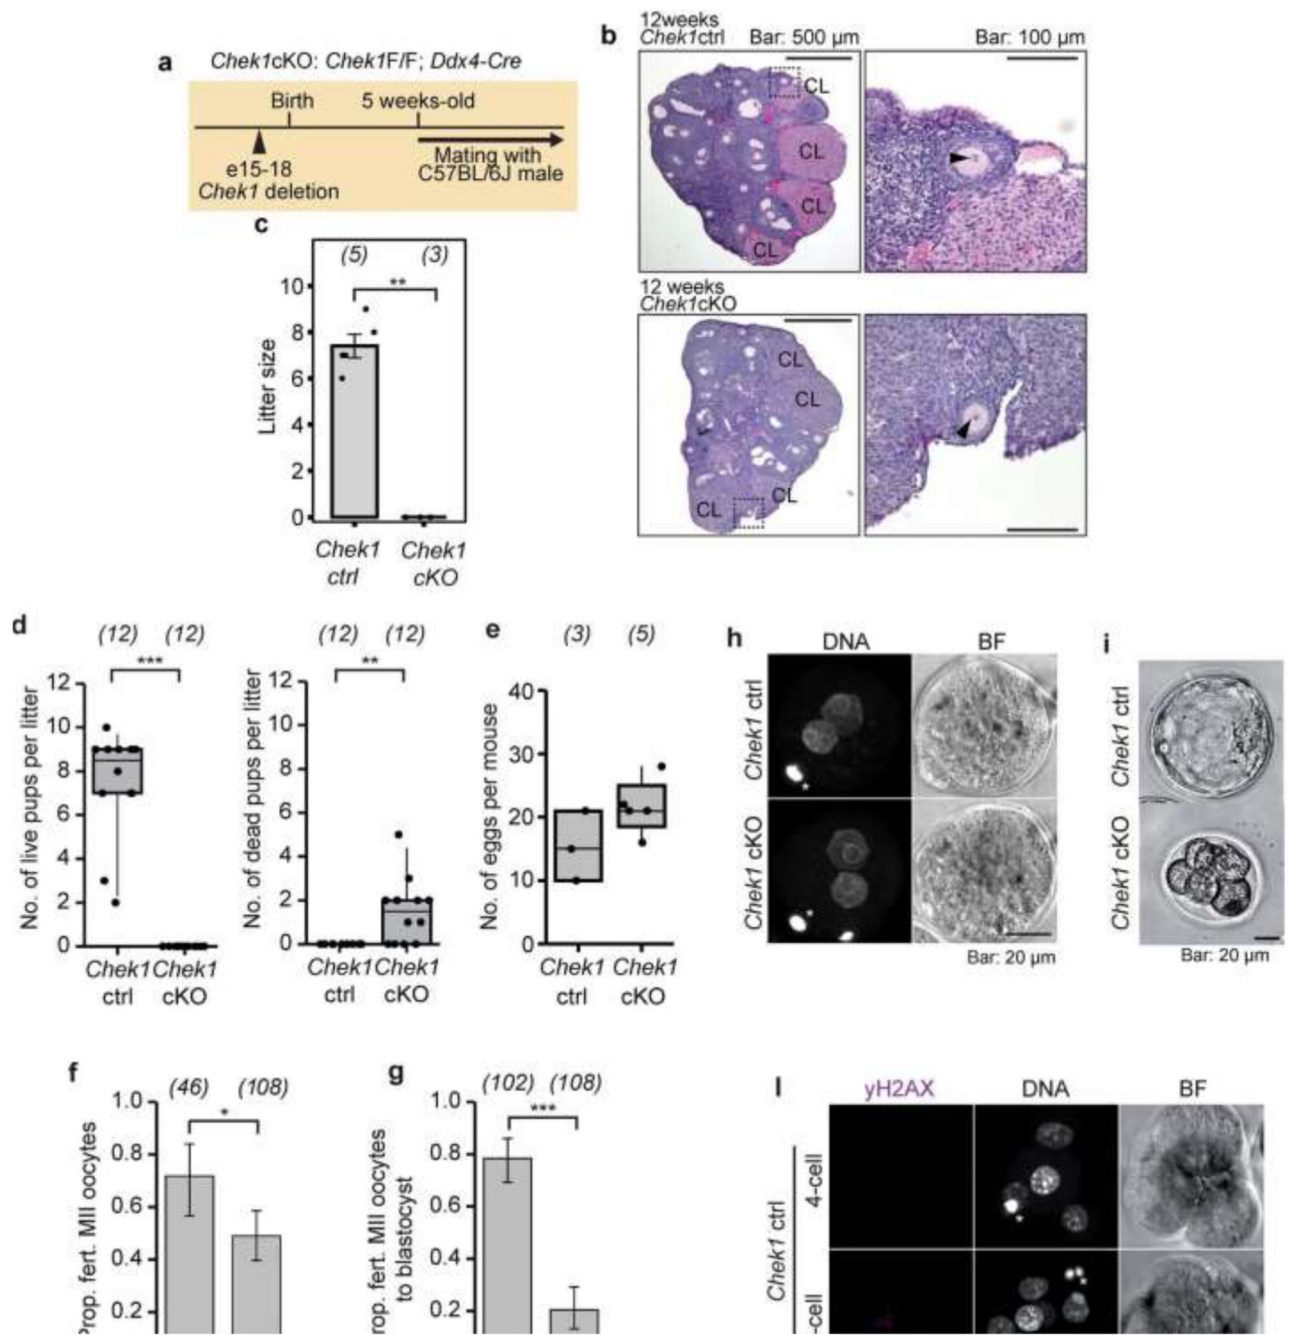 a
Chek1cKO: Chek1F/F; Ddx4-Cre
Birth
5 weeks-old
e15-18
Chek1 deletion
Mating with
C57BL/6J male
b
12weeks
Chek1ctrl
Bar: 500 µm
Bar: 100 µm
CL
CL
CL
CL
12 weeks
Chek1cKO
CL
CL
CL
CL
c
(5)
(3)
**
10
8
6
4
2
0
Litter size
Chek1
ctrl
Chek1
cKO
d
(12)
(12)
***
12
10
8
6
4
2
0
No. of live pups per litter
Chek1
ctrl
Chek1
cKO
(12)
(12)
**
12
10
8
6
4
2
0
No. of dead pups per litter
Chek1
ctrl
Chek1
cKO
e
(3)
(5)
40
30
20
10
0
No. of eggs per mouse
Chek1
ctrl
Chek1
cKO
h
DNA
BF
Chek1 ctrl
*
Chek1 cKO
*
Bar: 20 µm
i
Chek1 ctrl
Chek1 cKO
Bar: 20 µm
f
(46)
(108)
*
1.0
0.8
0.6
0.4
0.2
Prop. fert. MII oocytes
g
(102)
(108)
***
1.0
0.8
0.6
0.4
0.2
rop. fert. MII oocytes
to blastocyst
l
yH2AX
DNA
BF
Chek1 ctrl
4-cell
*
-cell
*